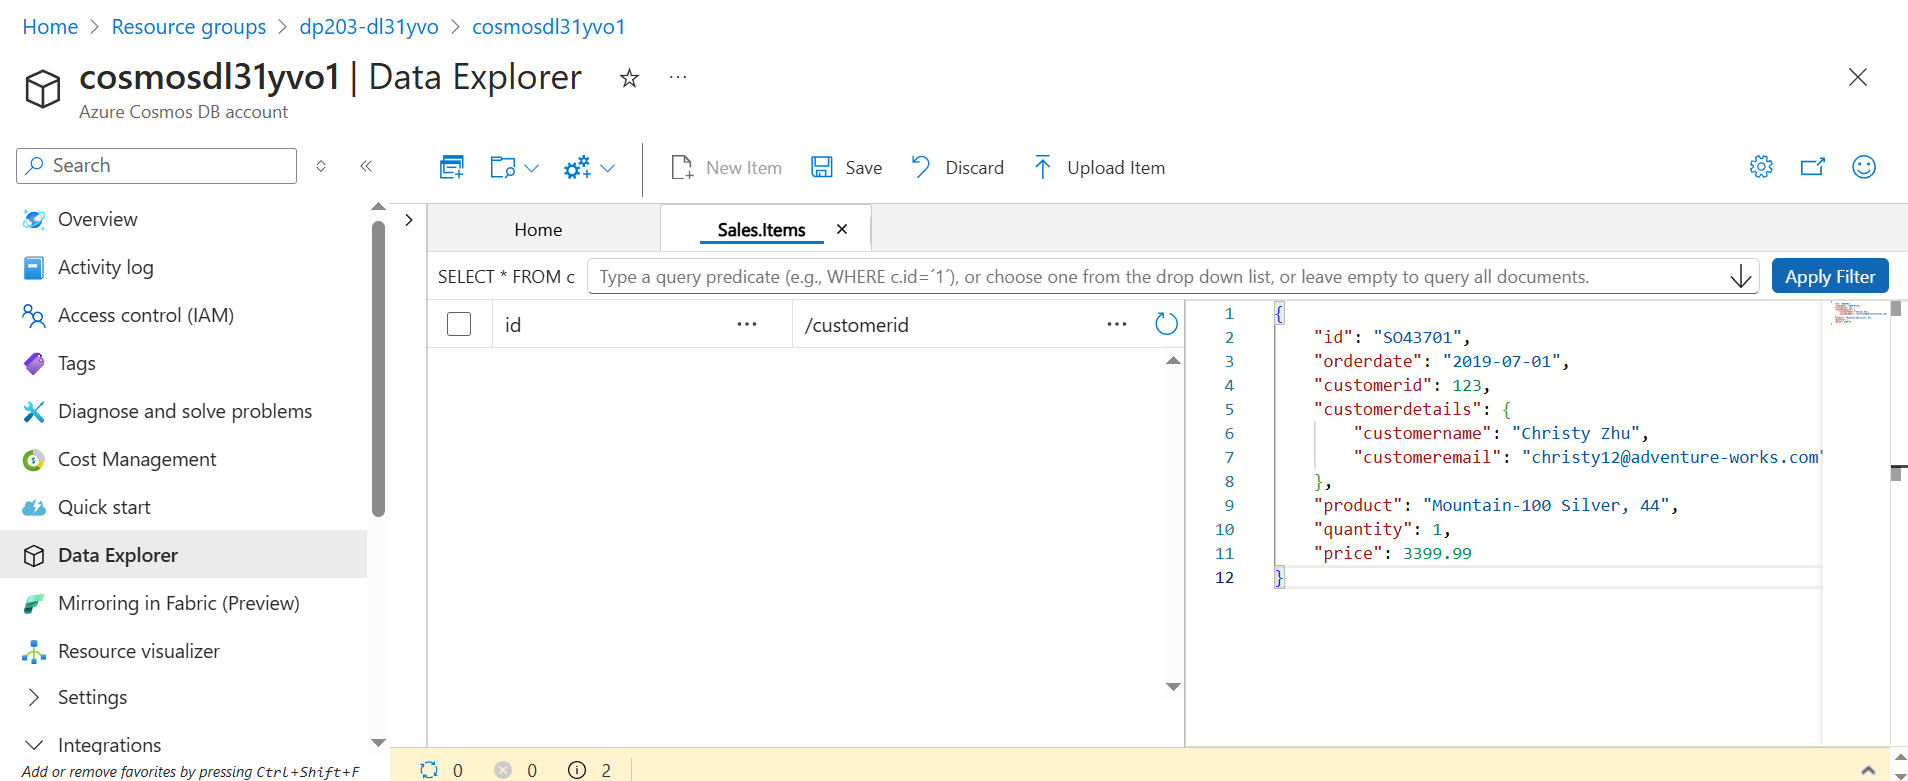 Home > Resource groups > dp203-dl31yvo > cosmosdl31yvo1
cosmosdl31yvo1 | Data Explorer
Azure Cosmos DB account
Search
New Item
Save
Discard
Upload Item
Overview
Activity log
Access control (IAM)
Tags
Diagnose and solve problems
Cost Management
Quick start
Data Explorer
Mirroring in Fabric (Preview)
Resource visualizer
Settings
Integrations
Add or remove favorites by pressing Ctrl+Shift+F
Home
Sales.Items
SELECT * FROM c
Type a query predicate (e.g., WHERE c.id=´1´), or choose one from the drop down list, or leave empty to query all documents.
Apply Filter
id ...
/customerid ...
1 {
2 "id": "SO43701",
3 "orderdate": "2019-07-01",
4 "customerid": 123,
5 "customerdetails": {
6 "customername": "Christy Zhu",
7 "customeremail": "christy12@adventure-works.com"
8 },
9 "product": "Mountain-100 Silver, 44",
10 "quantity": 1,
11 "price": 3399.99
12 }
0 0 2